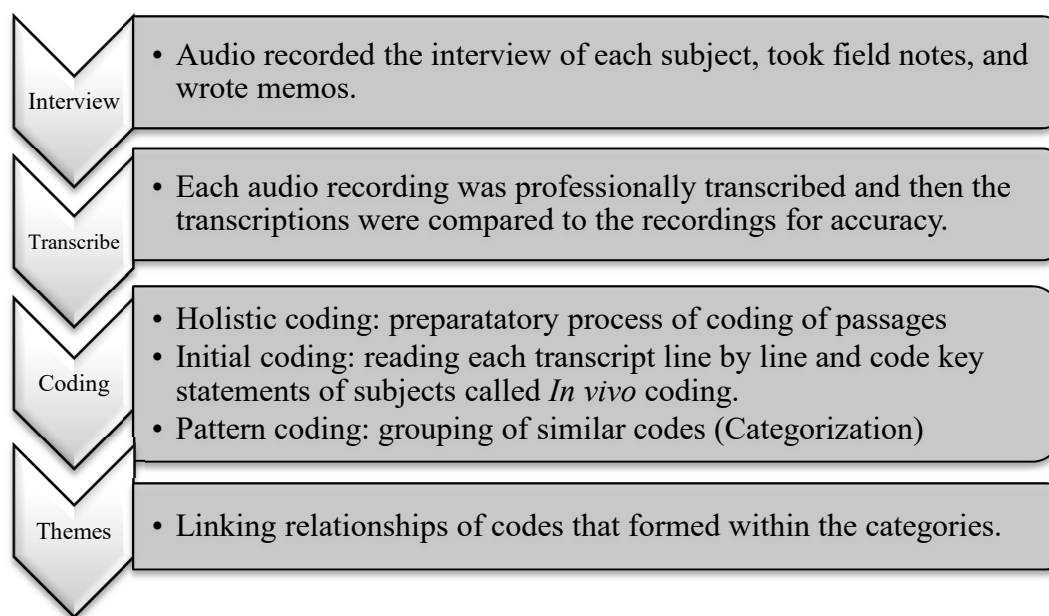 Interview
• Audio recorded the interview of each subject, took field notes, and
wrote memos.
Transcribe
• Each audio recording was professionally transcribed and then the
transcriptions were compared to the recordings for accuracy.
Coding
• Holistic coding: preparatatory process of coding of passages
• Initial coding: reading each transcript line by line and code key
statements of subjects called In vivo coding.
• Pattern coding: grouping of similar codes (Categorization)
Themes
• Linking relationships of codes that formed within the categories.